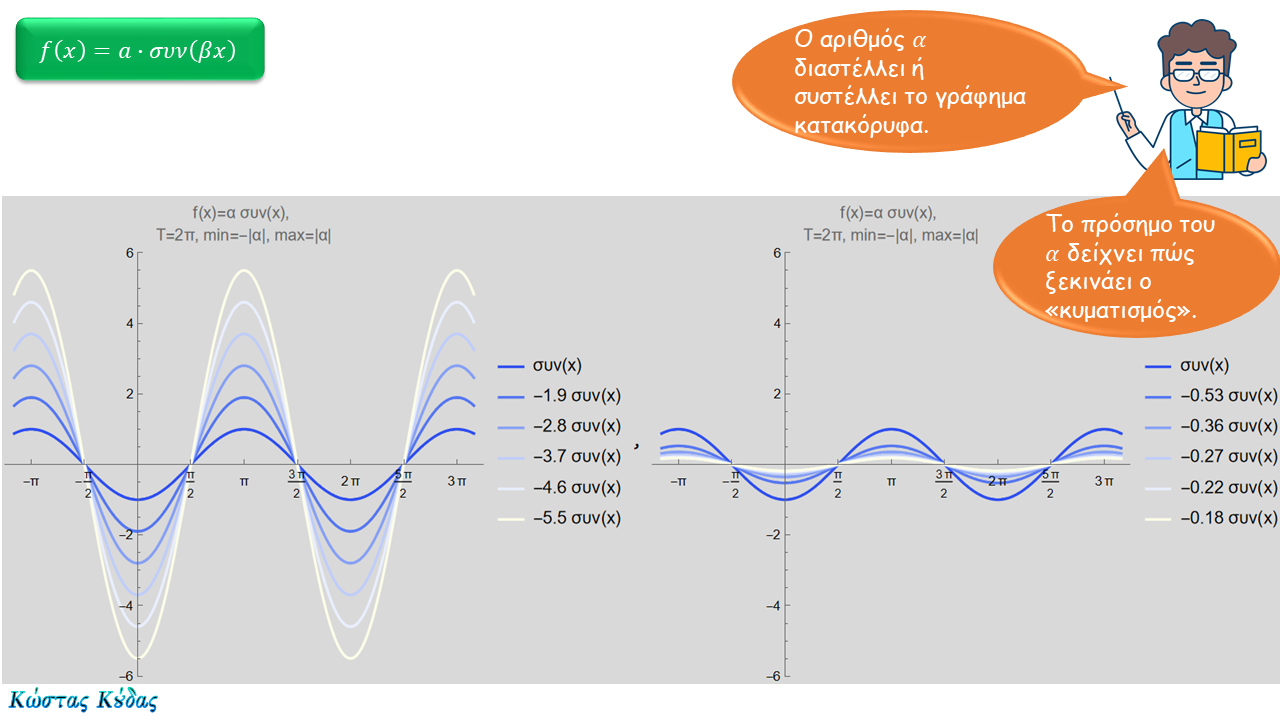 f(x) = a · συν(βx)
Ο αριθμός α
διαστέλλει ή
συστέλλει το γράφημα
κατακόρυφα.
Το πρόσημο του
α δείχνει πώς
ξεκινάει ο
«κυματισμός».
f(x)=α συν(x),
T=2π, min=−|α|, max=|α|
6
4
2
−2
−4
−6
−π
−π/2
π/2
π
3π/2
2π
5π/2
3π
συν(x)
−1.9 συν(x)
−2.8 συν(x)
−3.7 συν(x)
−4.6 συν(x)
−5.5 συν(x)
,
f(x)=α συν(x),
T=2π, min=−|α|, max=|α|
6
4
2
−2
−4
−6
−π
−π/2
π/2
π
3π/2
2π
5π/2
3π
συν(x)
−0.53 συν(x)
−0.36 συν(x)
−0.27 συν(x)
−0.22 συν(x)
−0.18 συν(x)
Κώστας Κȣδας